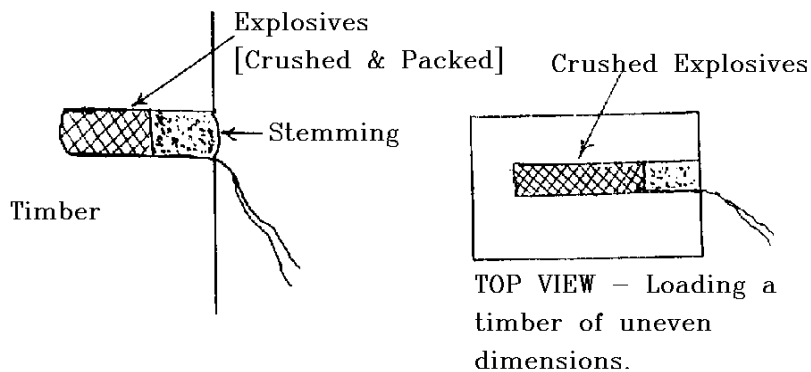 Explosives
[Crushed & Packed]
Crushed Explosives
Stemming
Timber
TOP VIEW – Loading a
timber of uneven
dimensions.